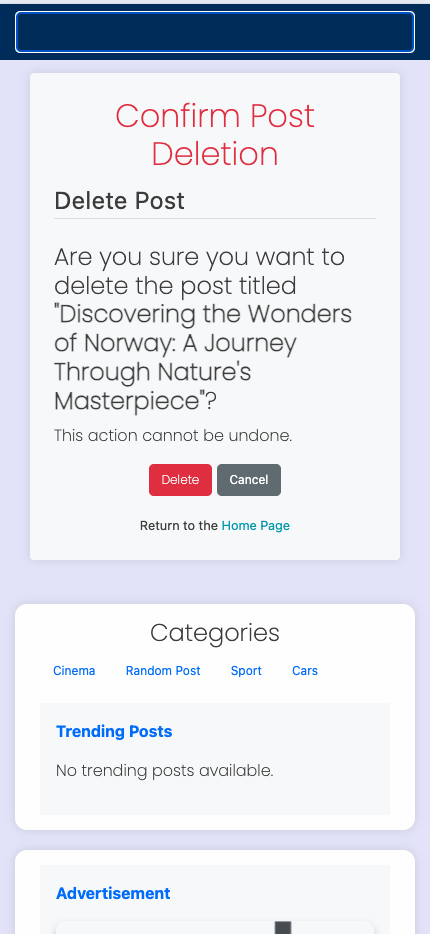 Confirm Post
Deletion
Delete Post
Are you sure you want to
delete the post titled
"Discovering the Wonders
of Norway: A Journey
Through Nature's
Masterpiece"?
This action cannot be undone.
Delete Cancel
Return to the Home Page
Categories
Cinema Random Post Sport Cars
Trending Posts
No trending posts available.
Advertisement